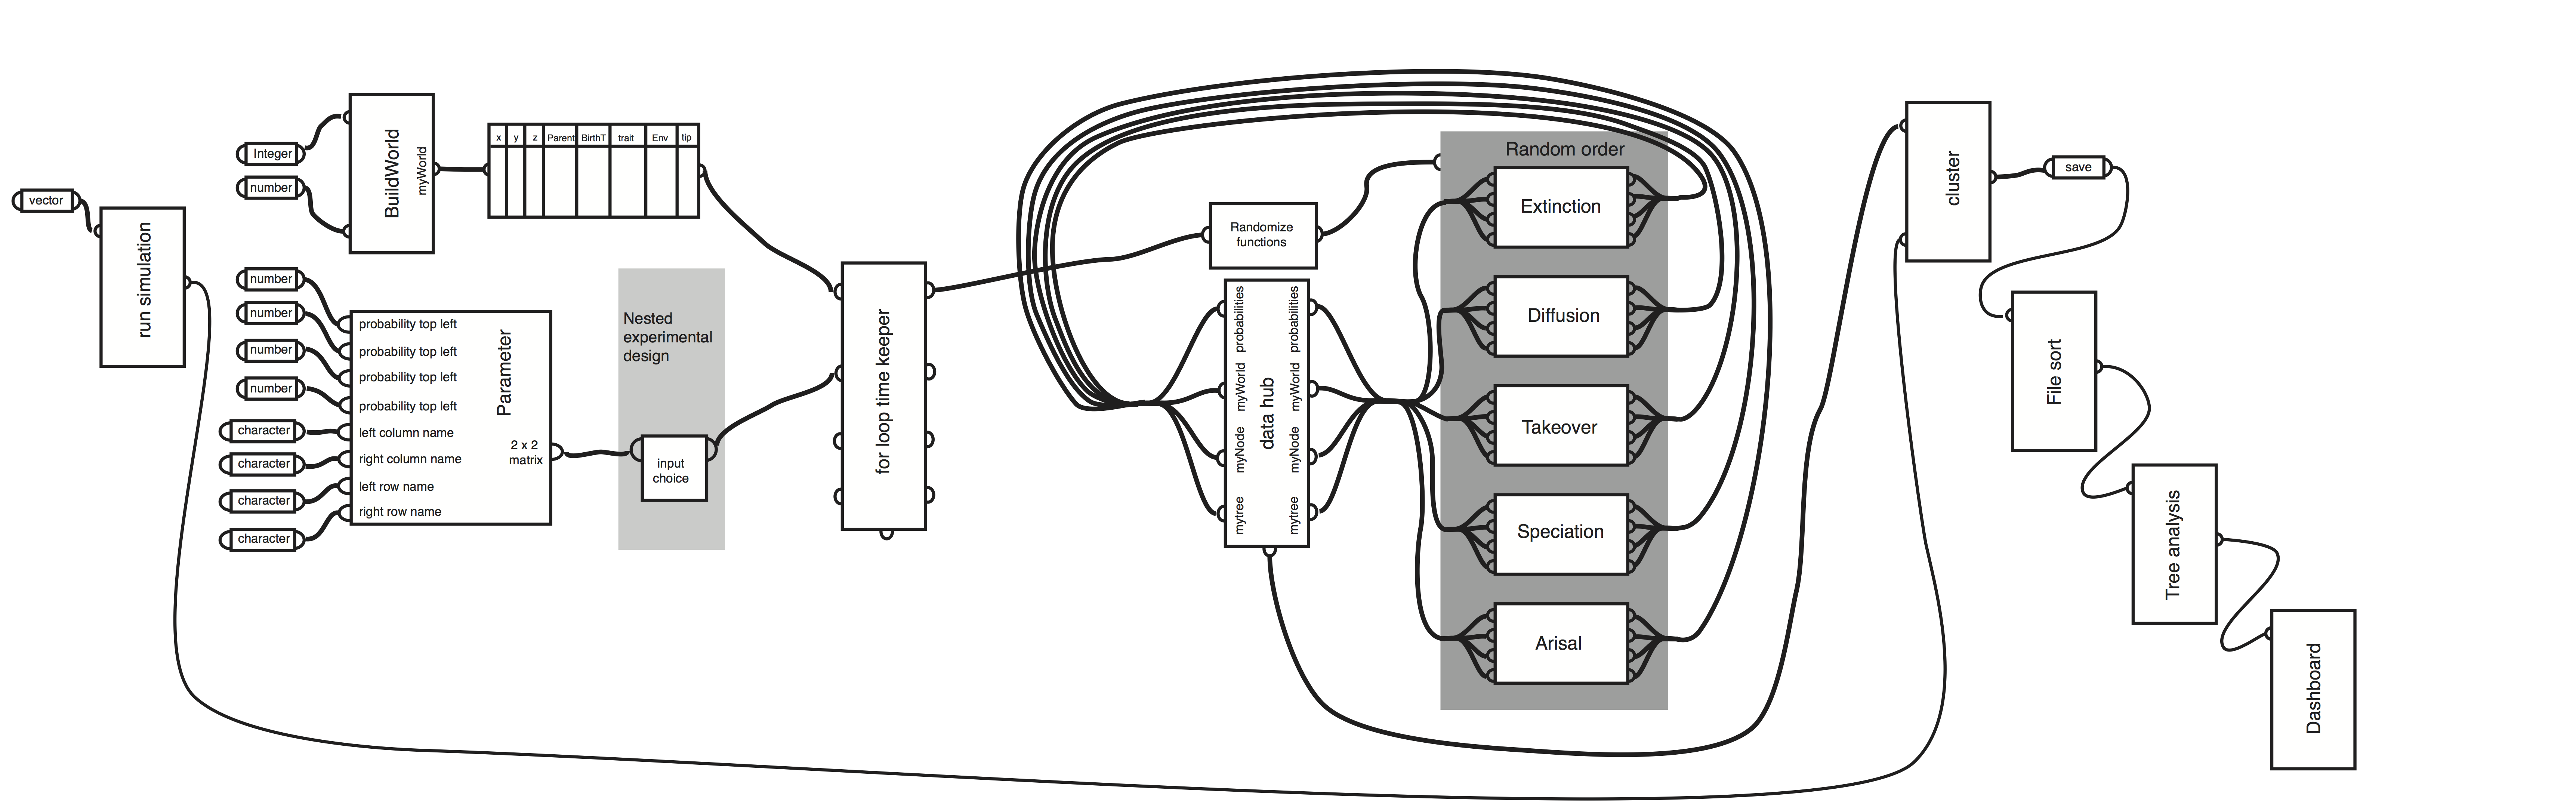 vector
run simulation
Integer
number
BuildWorld
myWorld
x y z Parent BirthT trait Env tip
number
number
number
number
character
character
character
character
probability top left
probability top left
probability top left
probability top left
left column name
right column name
left row name
right row name
Parameter
2 x 2
matrix
Nested
experimental
design
input
choice
for loop time keeper
Randomize
functions
probabilities
myWorld
myNode
mytree
data hub
probabilities
myWorld
myNode
mytree
Random order
Extinction
Diffusion
Takeover
Speciation
Arisal
cluster
save
File sort
Tree analysis
Dashboard